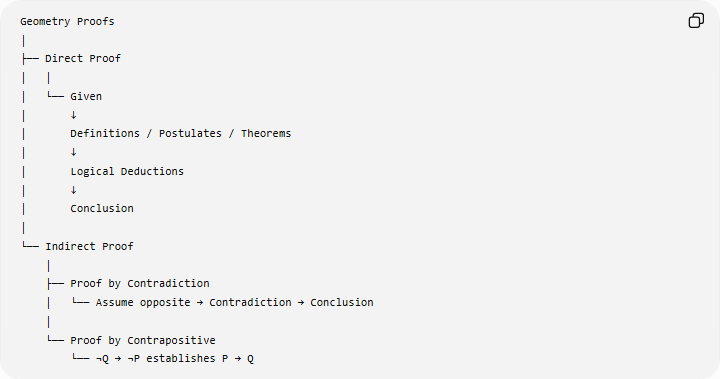 Geometry Proofs
│
├── Direct Proof
│   │
│   └── Given
│       ↓
│       Definitions / Postulates / Theorems
│       ↓
│       Logical Deductions
│       ↓
│       Conclusion
│
└── Indirect Proof
    │
    ├── Proof by Contradiction
    │   └── Assume opposite → Contradiction → Conclusion
    │
    └── Proof by Contrapositive
        └── ¬Q → ¬P establishes P → Q